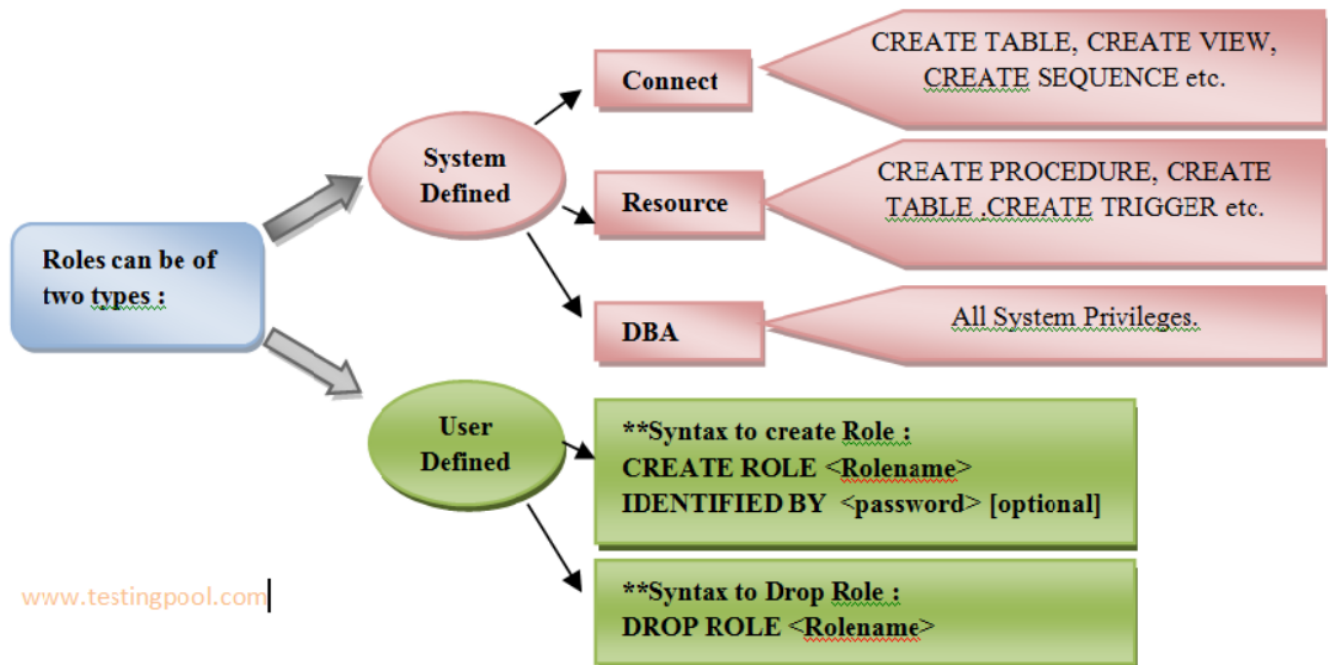 Roles can be of
two types :
System
Defined
Connect
CREATE TABLE, CREATE VIEW,
CREATE SEQUENCE etc.
Resource
CREATE PROCEDURE, CREATE
TABLE .CREATE TRIGGER etc.
DBA
All System Privileges.
User
Defined
**Syntax to create Role :
CREATE ROLE <Rolename>
IDENTIFIED BY <password> [optional]
**Syntax to Drop Role :
DROP ROLE <Rolename>
www.testingpool.com